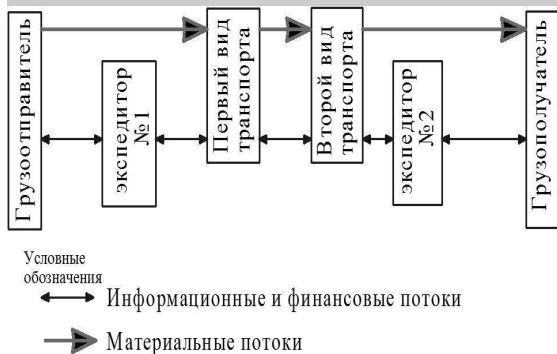 Грузоотправитель
экспедитор
№1
Первый вид
транспорта
Второй вид
транспорта
экспедитор
№2
Грузополучатель
Условные
обозначения
Информационные и финансовые потоки
Материальные потоки